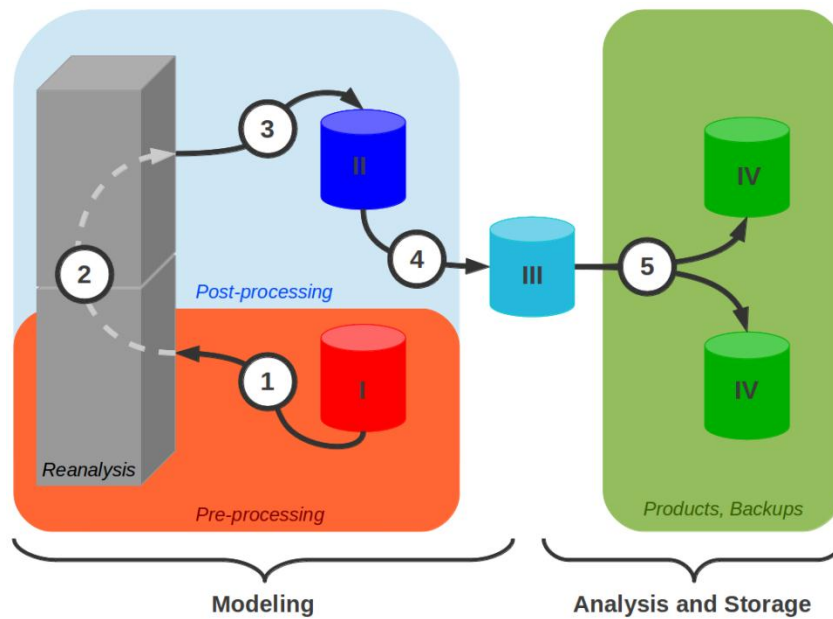 3
II
IV
4
2
III
5
Post-processing
1
I
IV
Reanalysis
Pre-processing
Products, Backups
Modeling
Analysis and Storage